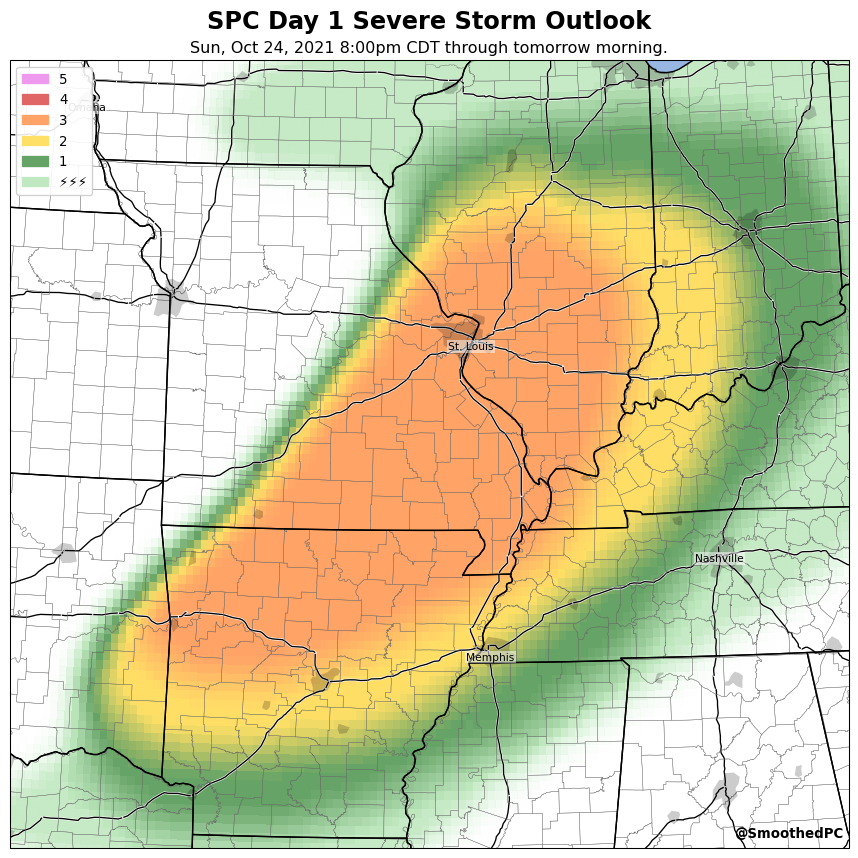 SPC Day 1 Severe Storm Outlook
Sun, Oct 24, 2021 8:00pm CDT through tomorrow morning.
5
4
3
2
1
⚡⚡⚡
Omaha
St. Louis
Nashville
Memphis
@SmoothedPC